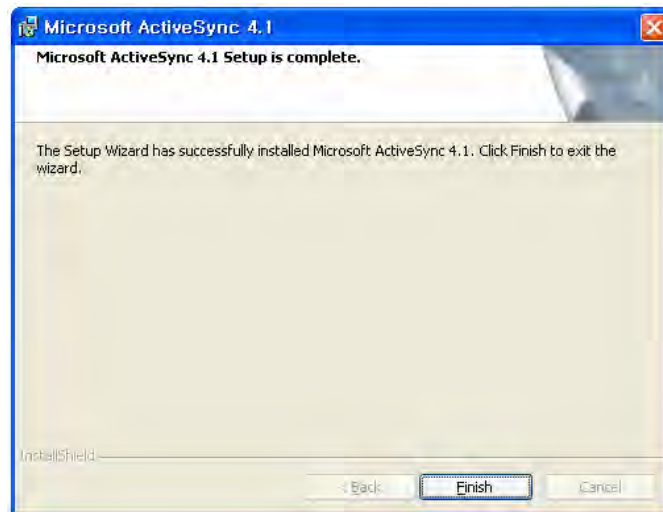 Microsoft ActiveSync 4.1
Microsoft ActiveSync 4.1 Setup is complete.
The Setup Wizard has successfully installed Microsoft ActiveSync 4.1. Click Finish to exit the
wizard.
InstallShield
< Back Finish Cancel